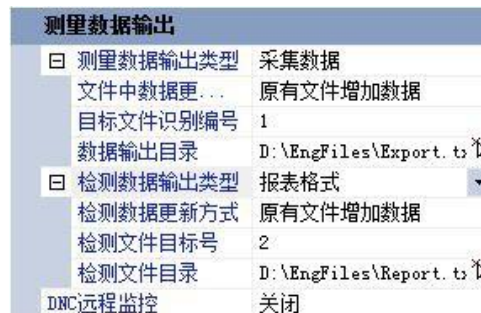 测量数据输出
测量数据输出类型 采集数据
文件中数据更... 原有文件增加数据
目标文件识别编号 1
数据输出目录 D:\EngFiles\Export.t
检测数据输出类型 报表格式
检测数据更新方式 原有文件增加数据
检测文件目标号 2
检测文件目录 D:\EngFiles\Report.t
DNC远程监控 关闭